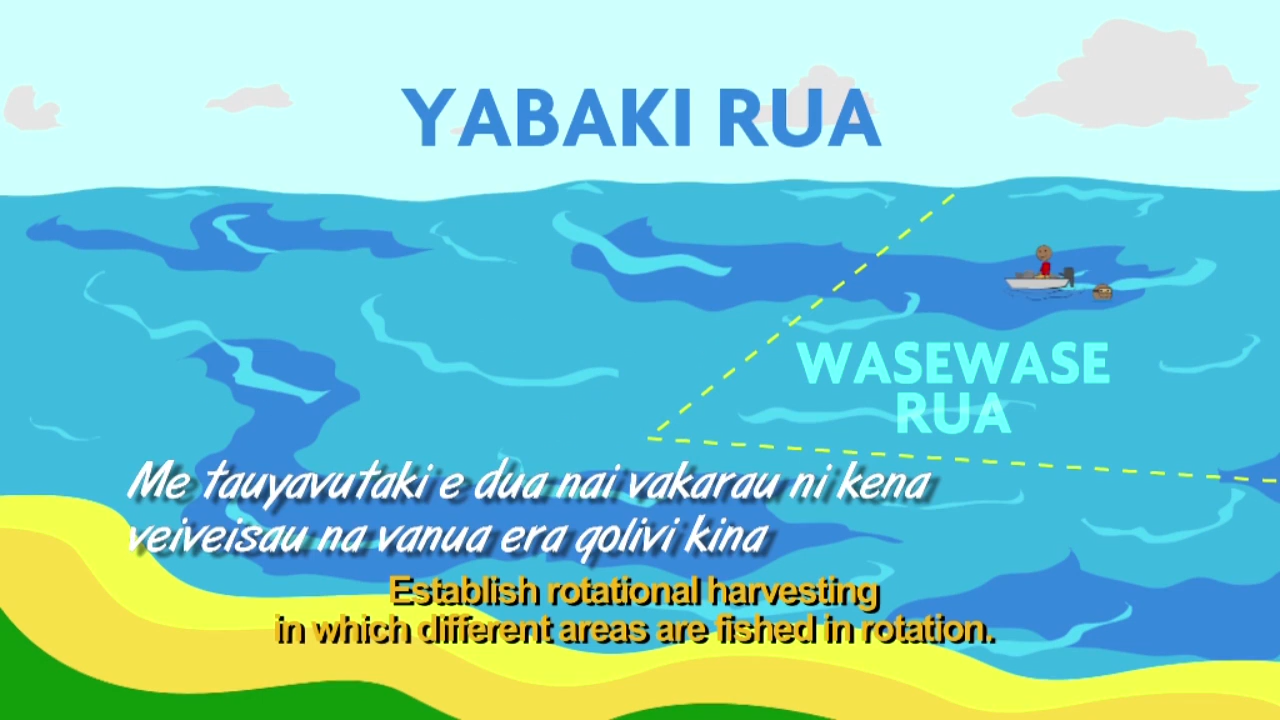 YABAKI RUA
WASEWASE
RUA
Me tauyavutaki e dua nai vakarau ni kena
veiveisau na vanua era qolivi kina
Establish rotational harvesting
in which different areas are fished in rotation.